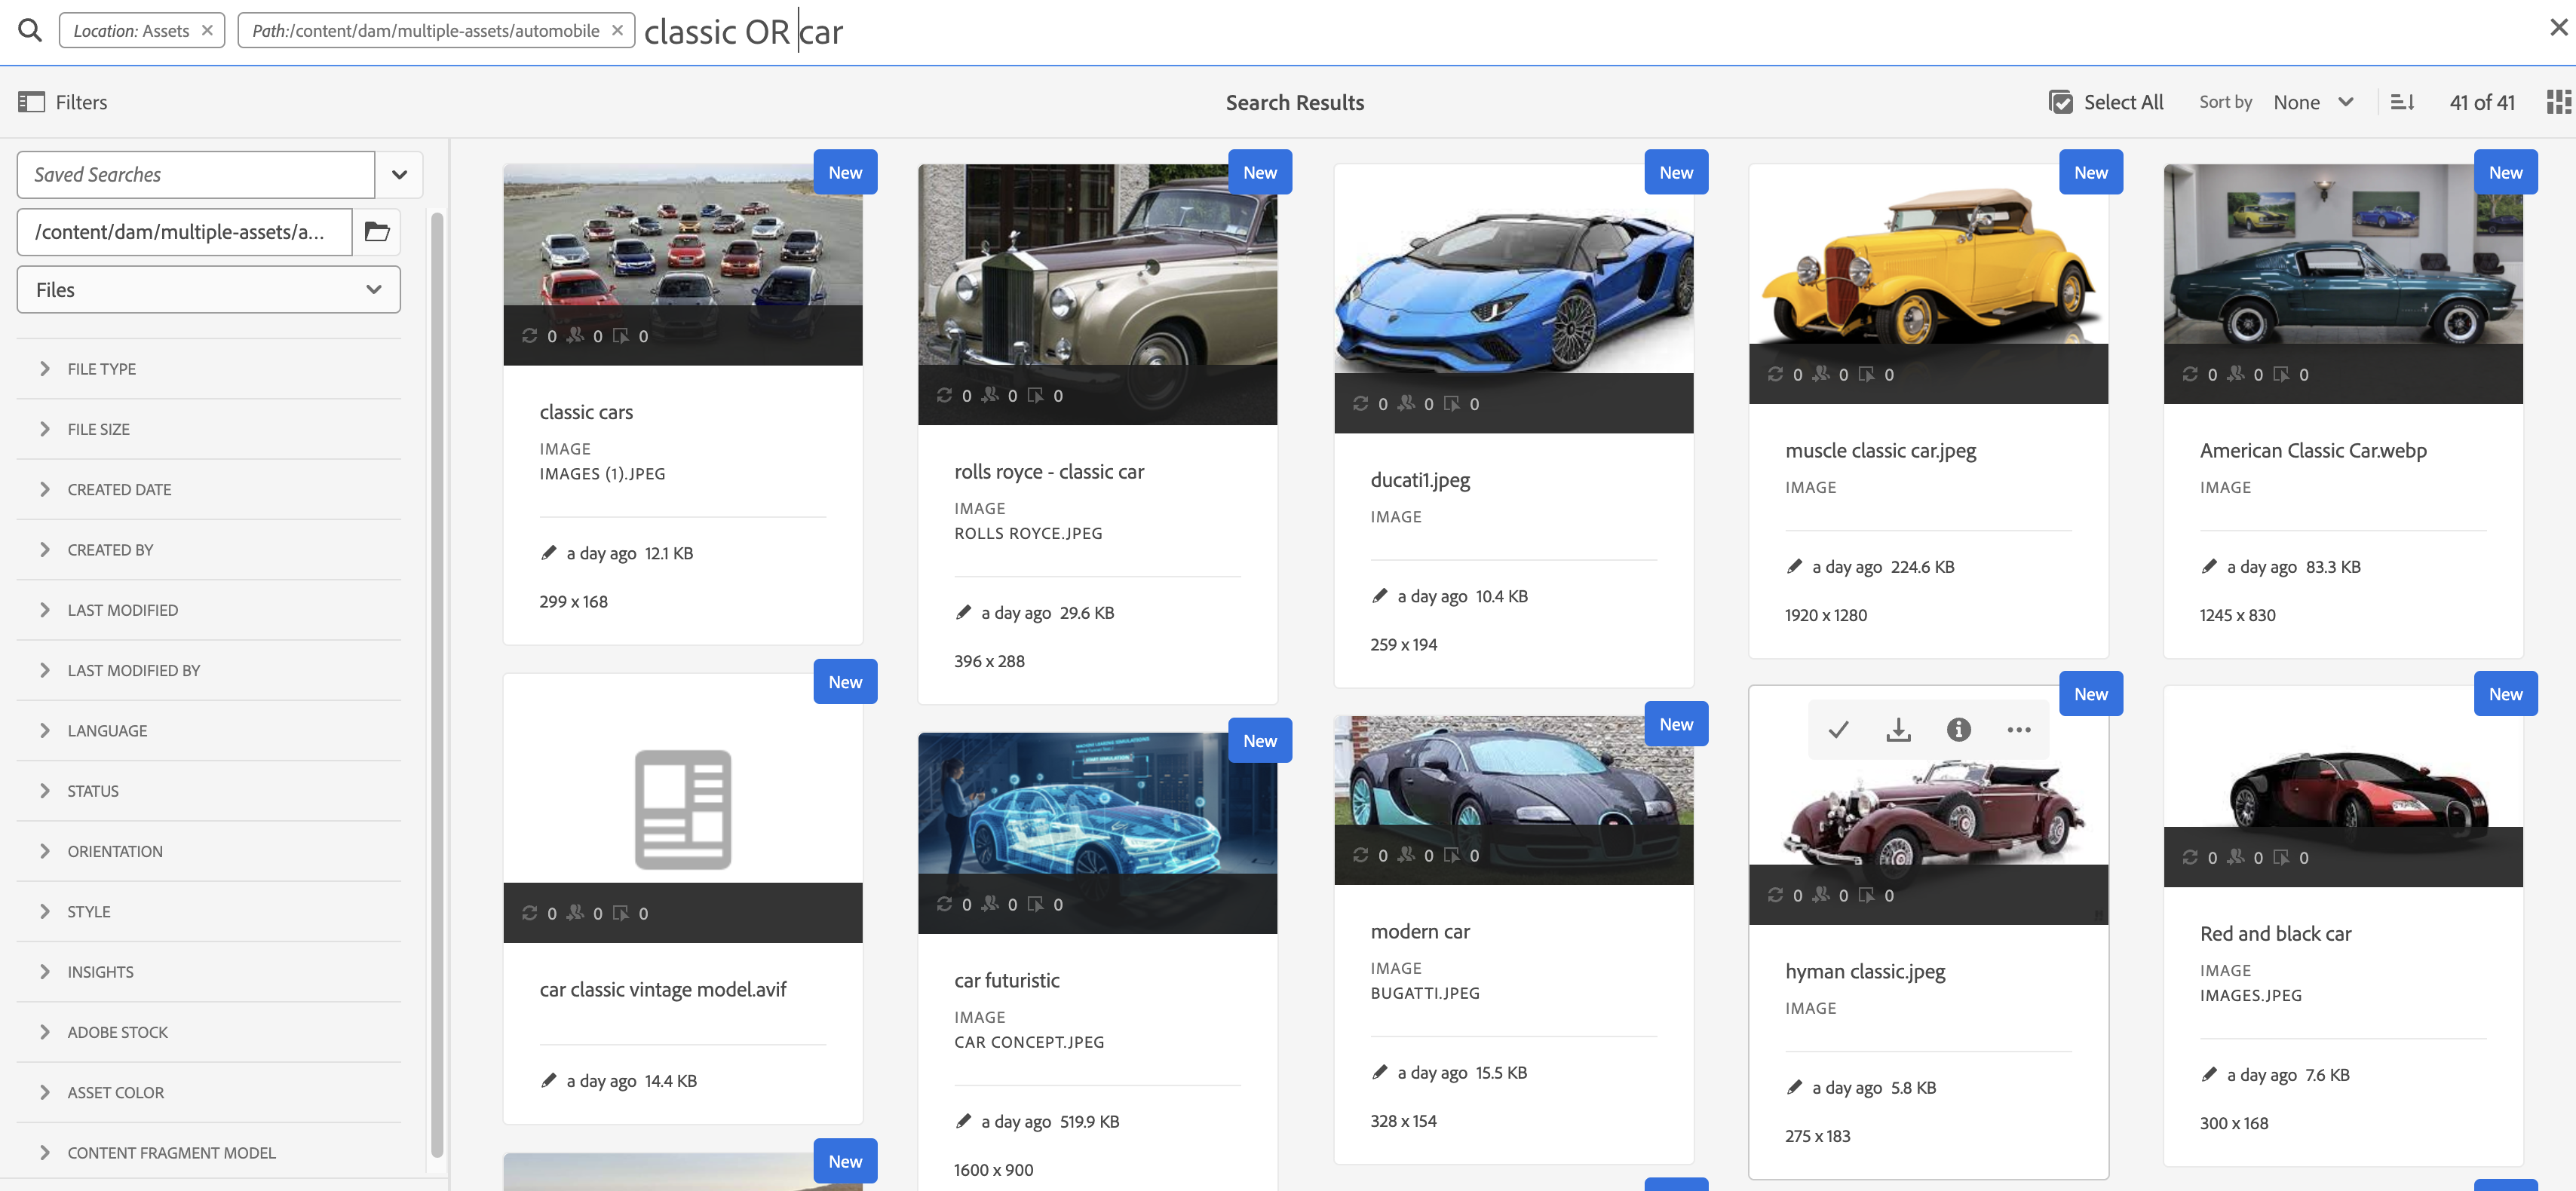 Location: Assets × Path:/content/dam/multiple-assets/automobile × classic OR car
Filters
Search Results
Select All Sort by None 41 of 41
Saved Searches
/content/dam/multiple-assets/a...
Files
FILE TYPE
FILE SIZE
CREATED DATE
CREATED BY
LAST MODIFIED
LAST MODIFIED BY
LANGUAGE
STATUS
ORIENTATION
STYLE
INSIGHTS
ADOBE STOCK
ASSET COLOR
CONTENT FRAGMENT MODEL
New
0 0 0
classic cars
IMAGE
IMAGES (1).JPEG
a day ago 12.1 KB
299 x 168
New
0 0 0
rolls royce - classic car
IMAGE
ROLLS ROYCE.JPEG
a day ago 29.6 KB
396 x 288
New
0 0 0
ducati1.jpeg
IMAGE
a day ago 10.4 KB
259 x 194
New
0 0 0
muscle classic car.jpeg
IMAGE
a day ago 224.6 KB
1920 x 1280
New
0 0 0
American Classic Car.webp
IMAGE
a day ago 83.3 KB
1245 x 830
New
0 0 0
car classic vintage model.avif
a day ago 14.4 KB
New
0 0 0
car futuristic
IMAGE
CAR CONCEPT.JPEG
a day ago 519.9 KB
1600 x 900
New
0 0 0
modern car
IMAGE
BUGATTI.JPEG
a day ago 15.5 KB
328 x 154
New
0 0 0
hyman classic.jpeg
IMAGE
a day ago 5.8 KB
275 x 183
New
0 0 0
Red and black car
IMAGE
IMAGES.JPEG
a day ago 7.6 KB
300 x 168
New